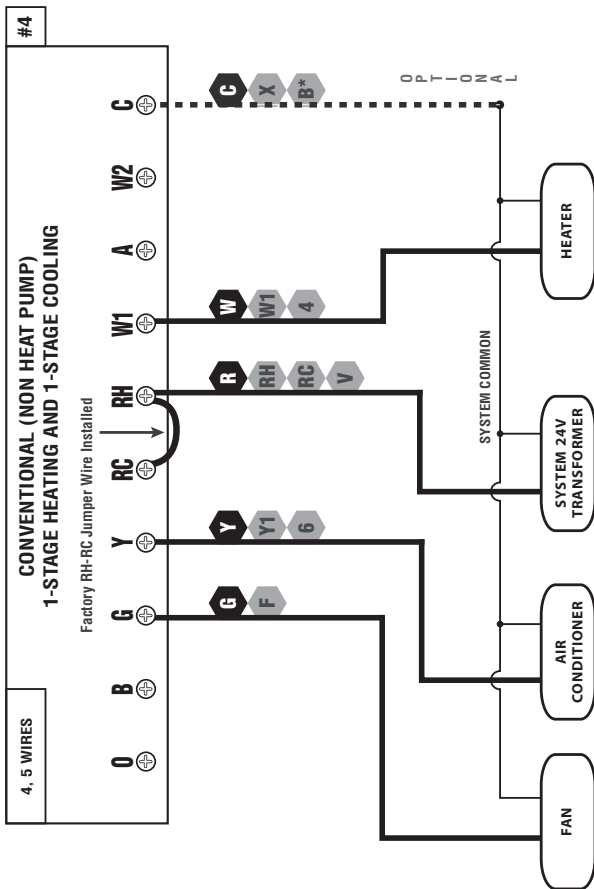 4, 5 WIRES
#4
CONVENTIONAL (NON HEAT PUMP)
1-STAGE HEATING AND 1-STAGE COOLING
Factory RH-RC Jumper Wire Installed
O B G Y RC RH W1 A W2 C
G Y R W C
F Y1 RH W1 X
6 RC 4 B*
V
OPTIONAL
SYSTEM COMMON
FAN
AIR
CONDITIONER
SYSTEM 24V
TRANSFORMER
HEATER